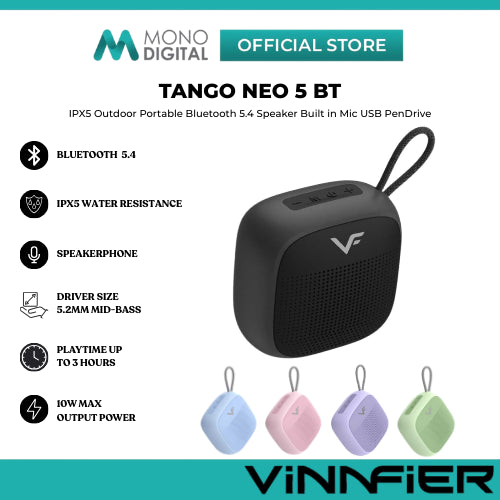 MONO
DIGITAL
OFFICIAL STORE
TANGO NEO 5 BT
IPX5 Outdoor Portable Bluetooth 5.4 Speaker Built in Mic USB PenDrive
BLUETOOTH 5.4
IPX5 WATER RESISTANCE
SPEAKERPHONE
DRIVER SIZE
5.2MM MID-BASS
PLAYTIME UP
TO 3 HOURS
10W MAX
OUTPUT POWER
VF
VINNFIER